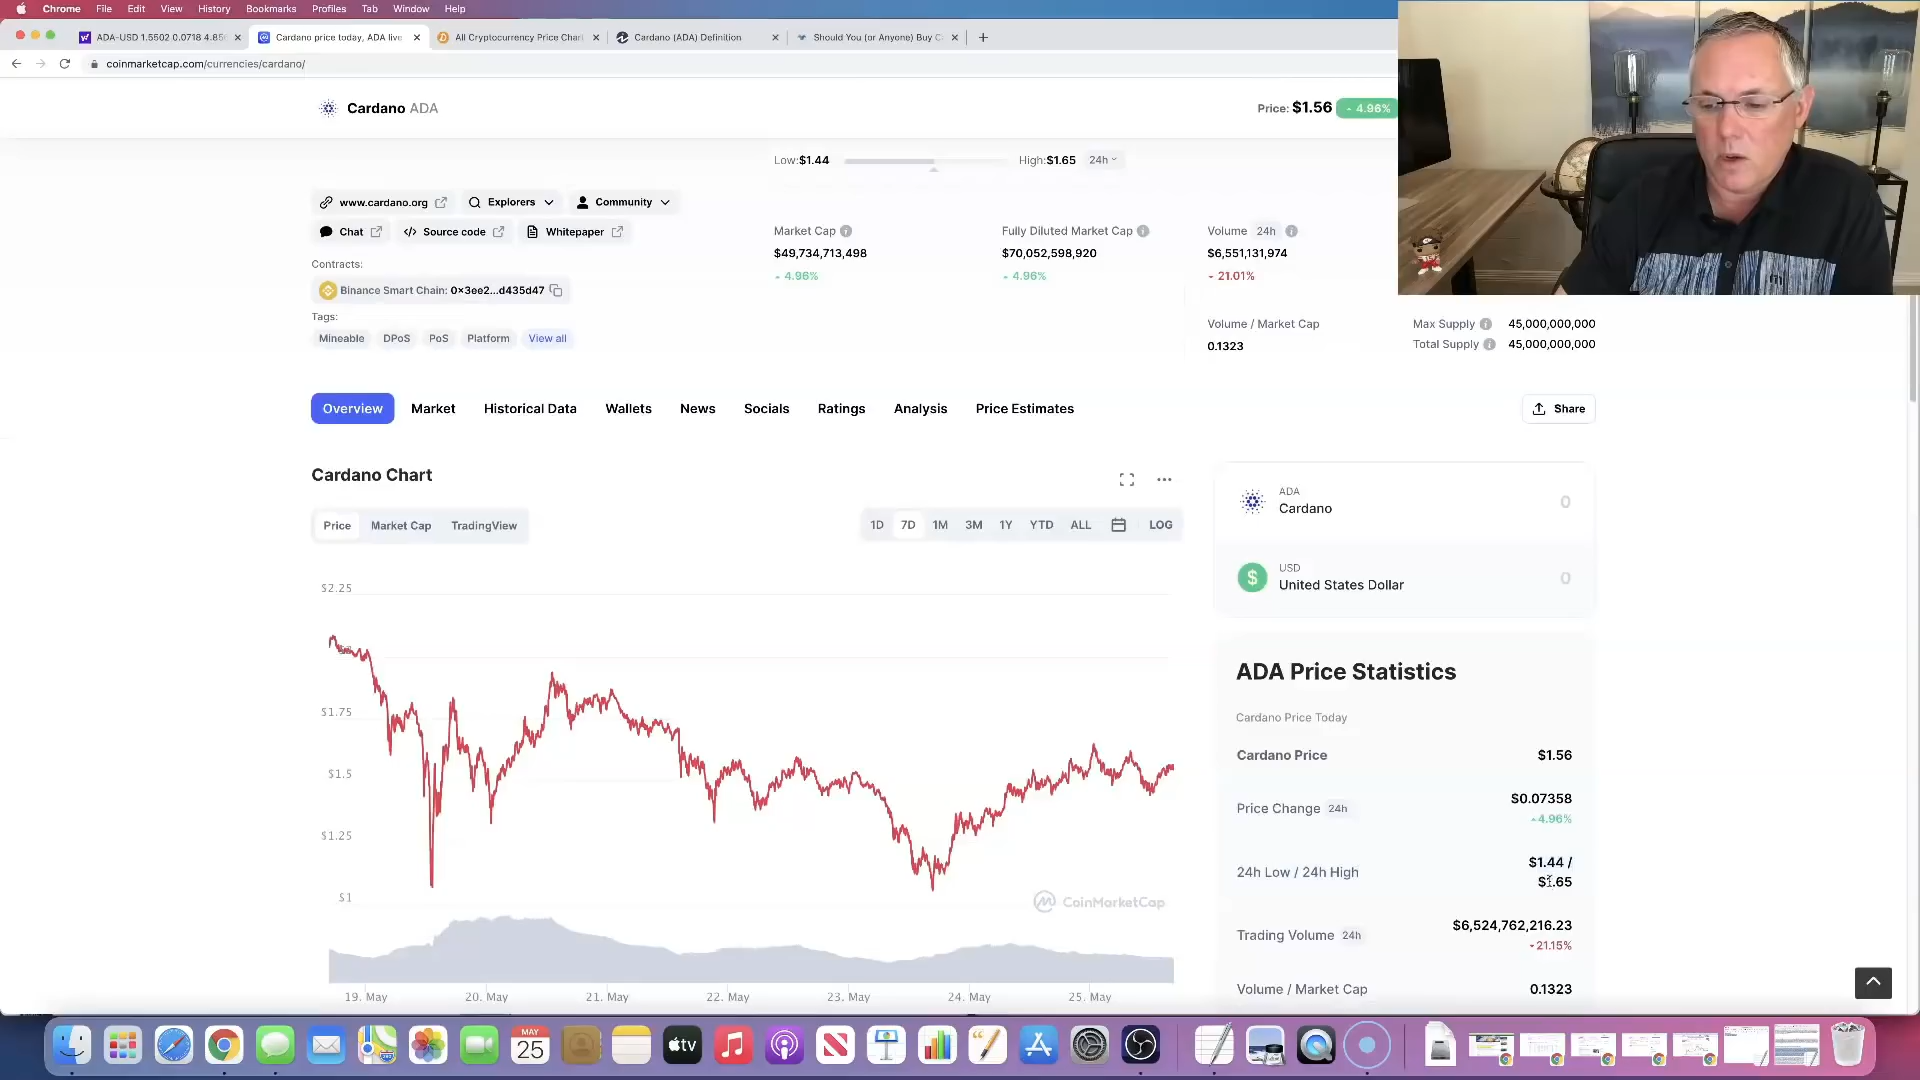 Chrome File Edit View History Bookmarks Profiles Tab Window Help
ADA-USD 1.5502 0.0718 4.85
Cardano price today, ADA live
All Cryptocurrency Price Char
Cardano (ADA) Definition
Should You (or Anyone) Buy C
coinmarketcap.com/currencies/cardano/
Cardano ADA
Price: $1.56 4.96%
Low:$1.44 High:$1.65 24h
www.cardano.org Explorers Community
Chat Source code Whitepaper
Contracts:
Binance Smart Chain: 0x3ee2...d435d47
Tags:
Mineable DPoS PoS Platform View all
Market Cap
$49,734,713,498
4.96%
Fully Diluted Market Cap
$70,052,598,920
4.96%
Volume 24h
$6,551,131,974
21.01%
Volume / Market Cap
0.1323
Max Supply 45,000,000,000
Total Supply 45,000,000,000
Overview Market Historical Data Wallets News Socials Ratings Analysis Price Estimates
Share
Cardano Chart
Price Market Cap TradingView
1D 7D 1M 3M 1Y YTD ALL LOG
$2.25
$1.75
$1.5
$1.25
$1
CoinMarketCap
19. May 20. May 21. May 22. May 23. May 24. May 25. May
ADA
Cardano 0
USD
United States Dollar 0
ADA Price Statistics
Cardano Price Today
Cardano Price $1.56
Price Change 24h $0.07358
4.96%
24h Low / 24h High $1.44 /
$1.65
Trading Volume 24h $6,524,762,216.23
21.15%
Volume / Market Cap 0.1323
MAY
25
tv